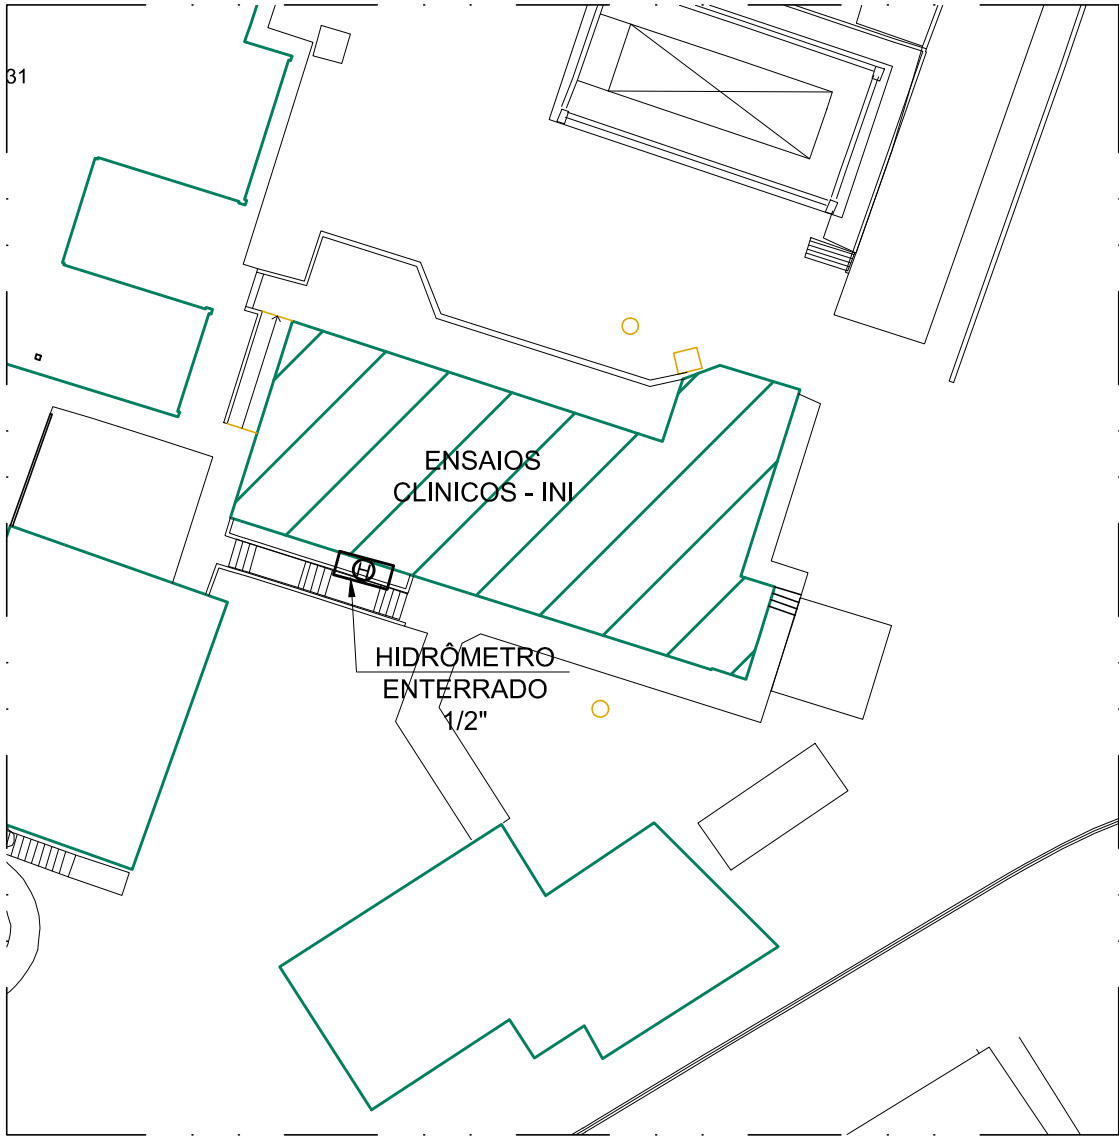 31
ENSAIOS
CLINICOS - INI
H
HIDRÔMETRO
ENTERRADO
1/2"